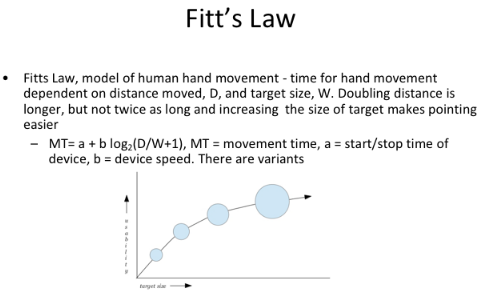 Fitt's Law
• Fitts Law, model of human hand movement - time for hand movement
dependent on distance moved, D, and target size, W. Doubling distance is
longer, but not twice as long and increasing the size of target makes pointing
easier
– MT= a + b log₂(D/W+1), MT = movement time, a = start/stop time of
device, b = device speed. There are variants
usability
target size